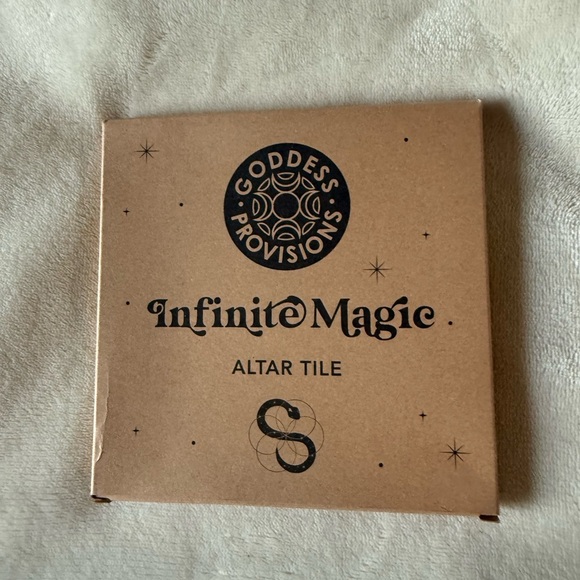 GODDESS
PROVISIONS
Infinite Magic
ALTAR TILE